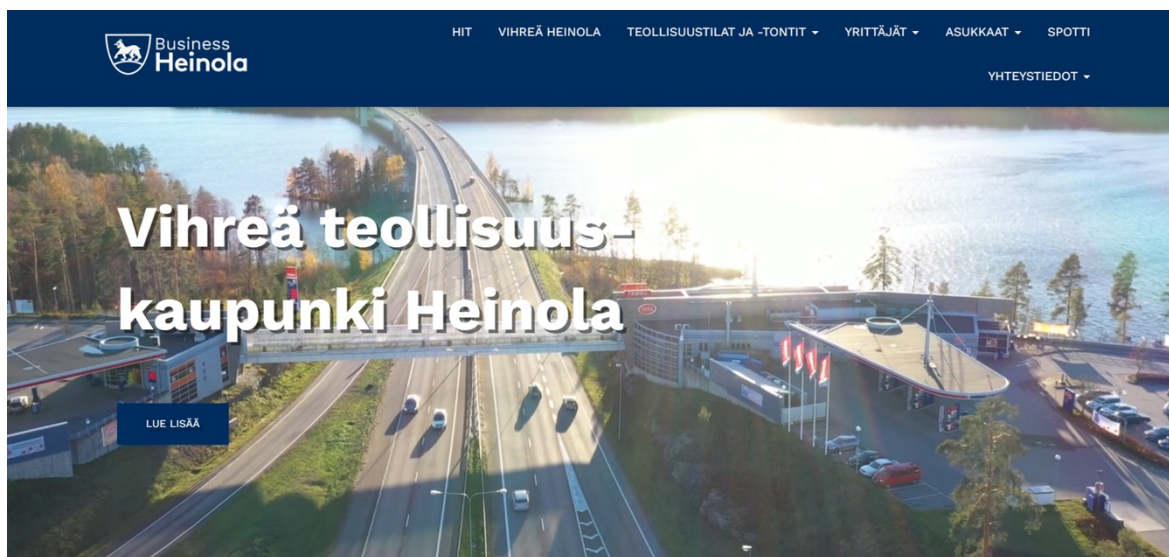 Business
Heinola
HIT VIHREÄ HEINOLA TEOLLISUUSTILAT JA -TONTIT YRITTÄJÄT ASUKKAAT SPOTTI
YHTEYSTIEDOT
Vihreä teollisuus-
kaupunki Heinola
LUE LISÄÄ